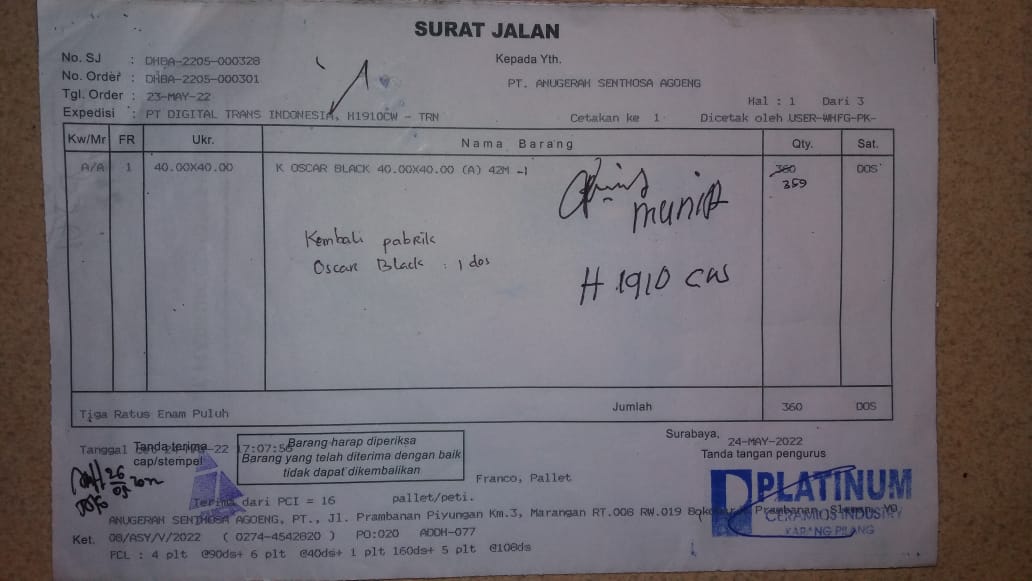 SURAT JALAN
No. SJ : DHBA-2205-000328
No. Order : DHBA-2205-000301
Tgl. Order : 23-MAY-22
Expedisi : PT DIGITAL TRANS INDONESIA, H1910CW - TRN
Kepada Yth.
PT. ANUGERAH SENTHOSA AGOENG
Hal : 1 Dari 3
Cetakan ke 1 Dicetak oleh USER-WHFG-PK-
Kw/Mr FR Ukr. Nama Barang Qty. Sat.
A/A 1 40.00X40.00 K OSCAR BLACK 40.00X40.00 (A) 42M -1 360 DOS
359
munif
Kembali pabrik
Oscar Black : 1 dos
H 1910 CW
Tiga Ratus Enam Puluh Jumlah 360 DOS
Tanggal 24-May-22 17:07:56
Tanda terima
cap/stempel
Barang harap diperiksa
Barang yang telah diterima dengan baik
tidak dapat dikembalikan
Surabaya, 24-MAY-2022
Tanda tangan pengurus
Franco, Pallet
PLATINUM
CERAMICS INDUSTRY
KARANG PILANG
Terima dari PCI = 16 pallet/peti.
ANUGERAH SENTHOSA AGOENG, PT., Jl. Prambanan Piyungan Km.3, Marangan RT.008 RW.019 Prambanan, Sleman, YO
Ket. 08/ASY/V/2022 ( 0274-4542820 ) PO:020 ADDH-077
FCL : 4 plt @90ds+ 6 plt @40ds+ 1 plt 160ds+ 5 plt @108ds